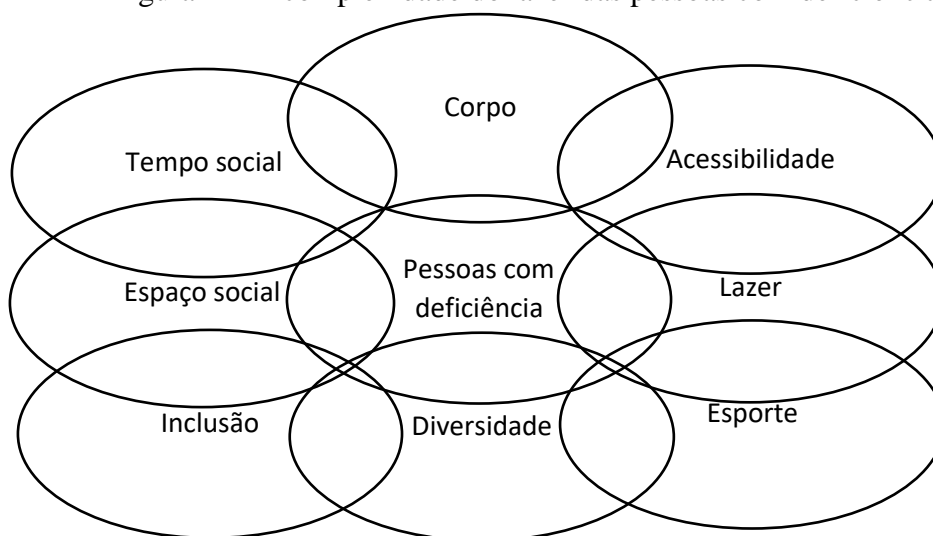 Corpo
Tempo social
Acessibilidade
Pessoas com
deficiência
Espaço social
Lazer
Inclusão
Diversidade
Esporte